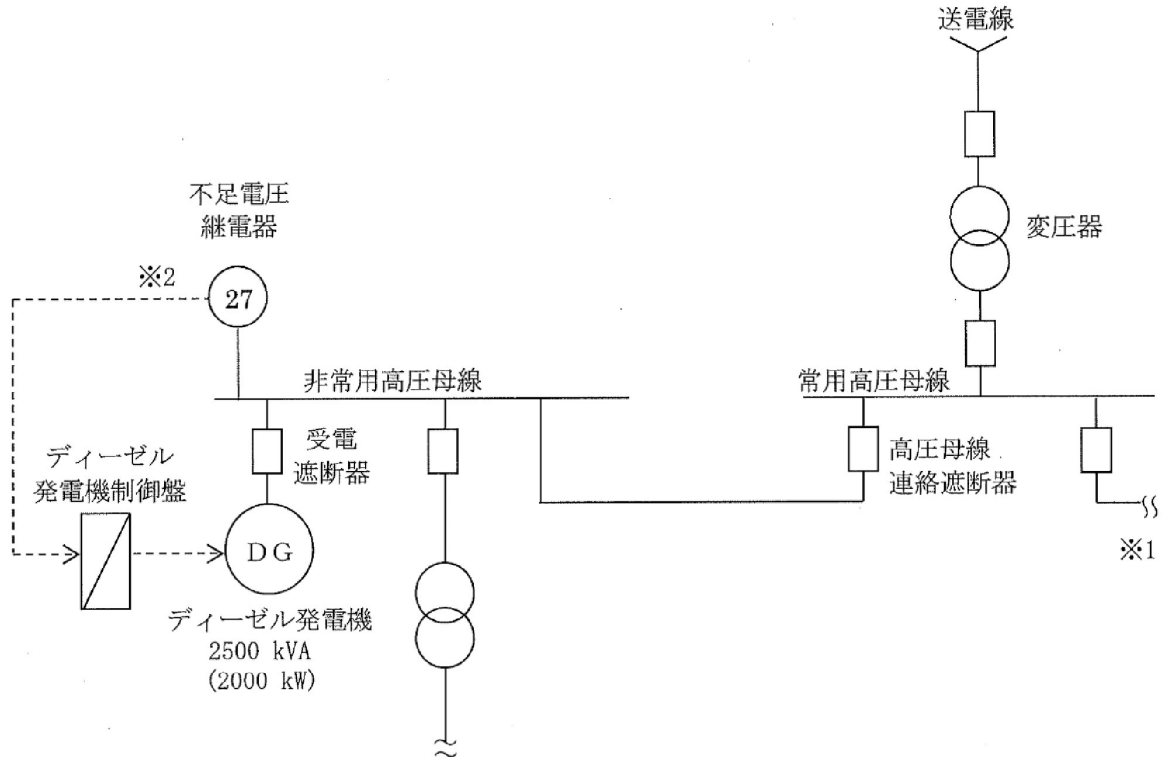 送電線
変圧器
不足電圧
継電器
※2
27
非常用高圧母線
常用高圧母線
受電
遮断器
高圧母線
連絡遮断器
ディーゼル
発電機制御盤
※1
DG
ディーゼル発電機
2500 kVA
(2000 kW)